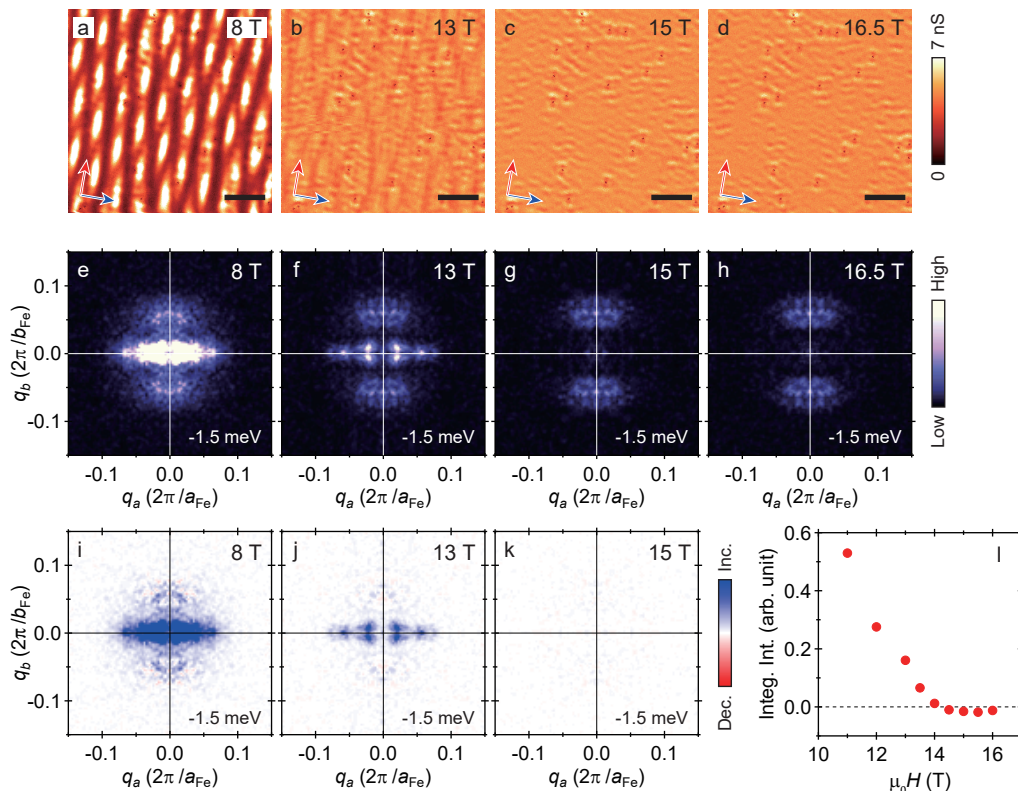 a 8 T
b 13 T
c 15 T
d 16.5 T
7 nS
0
e 8 T
-1.5 meV
f 13 T
-1.5 meV
g 15 T
-1.5 meV
h 16.5 T
-1.5 meV
High
Low
0.1
0.0
-0.1
q_b (2π/b_Fe)
-0.1 0.0 0.1
q_a (2π/a_Fe)
-0.1 0.0 0.1
q_a (2π/a_Fe)
-0.1 0.0 0.1
q_a (2π/a_Fe)
-0.1 0.0 0.1
q_a (2π/a_Fe)
i 8 T
-1.5 meV
j 13 T
-1.5 meV
k 15 T
-1.5 meV
Inc.
Dec.
0.1
0.0
-0.1
q_b (2π/b_Fe)
-0.1 0.0 0.1
q_a (2π/a_Fe)
-0.1 0.0 0.1
q_a (2π/a_Fe)
-0.1 0.0 0.1
q_a (2π/a_Fe)
l
0.6
0.4
0.2
0.0
Integ. Int. (arb. unit)
10 12 14 16
μ₀H (T)